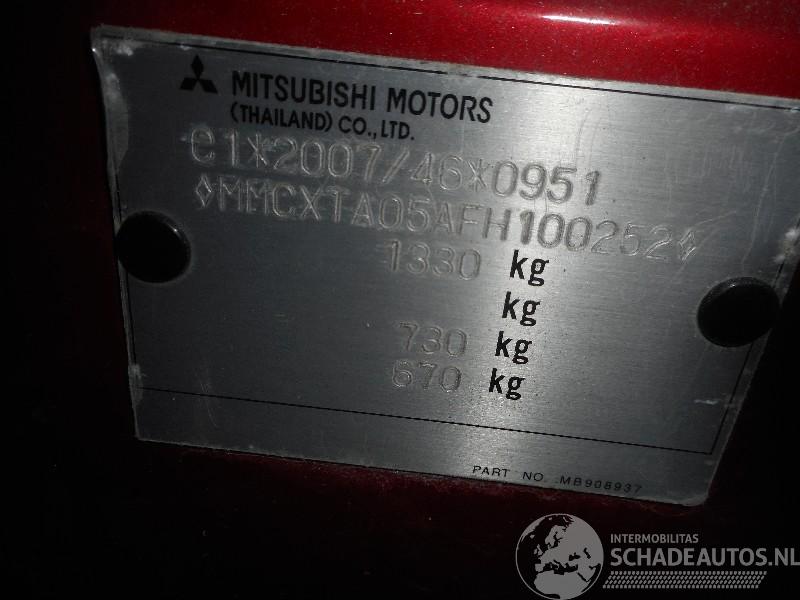 MITSUBISHI MOTORS
(THAILAND) CO., LTD.
e1*2007/46*0951
◊MMCXTA05AFH100252◊
1330 kg
kg
730 kg
670 kg
PART NO. MB908937
INTERMOBILITAS
SCHADEAUTOS.NL